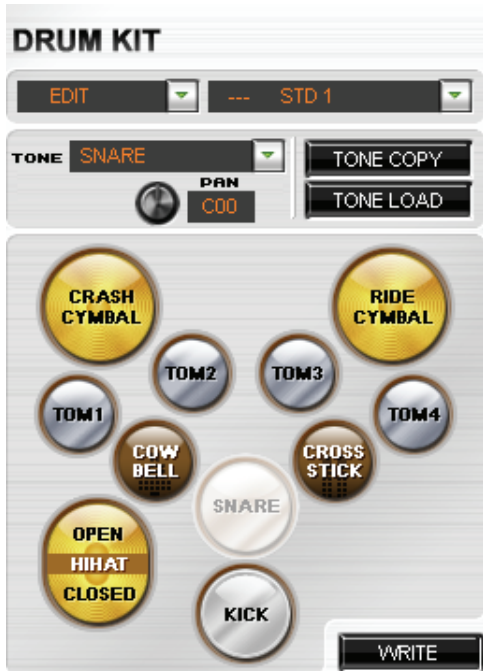 DRUM KIT
EDIT
--- STD 1
TONE SNARE
TONE COPY
PAN
C00
TONE LOAD
CRASH
CYMBAL
RIDE
CYMBAL
TOM2
TOM3
TOM1
TOM4
COW
BELL
CROSS
STICK
SNARE
OPEN
HIHAT
CLOSED
KICK
WRITE